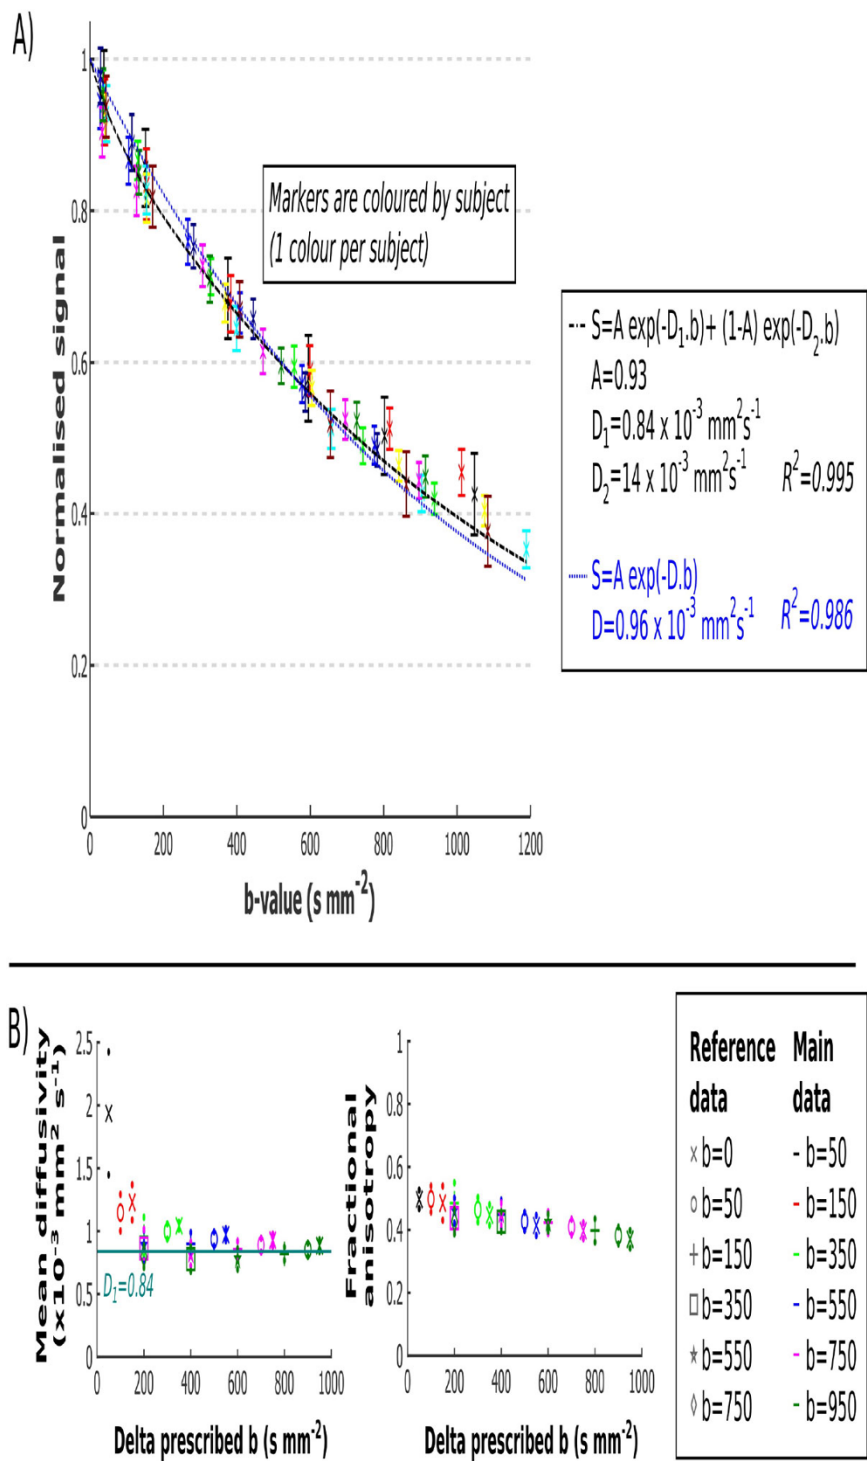 A)
1
0.8
0.6
0.4
0.2
0
Normalised signal
0 200 400 600 800 1000 1200
b-value (s mm⁻²)
Markers are coloured by subject
(1 colour per subject)
S=A exp(-D₁.b)+ (1-A) exp(-D₂.b)
A=0.93
D₁=0.84 x 10⁻³ mm²s⁻¹
D₂=14 x 10⁻³ mm²s⁻¹ R²=0.995
S=A exp(-D.b)
D=0.96 x 10⁻³ mm²s⁻¹ R²=0.986
B)
Mean diffusivity
(x10⁻³ mm² s⁻¹)
2.5
2
1.5
1
0.5
0
D₁=0.84
0 200 400 600 800 1000
Delta prescribed b (s mm⁻²)
Fractional
anisotropy
1
0.8
0.6
0.4
0.2
0
0 200 400 600 800 1000
Delta prescribed b (s mm⁻²)
Reference data
Main data
b=0 b=50
b=50 b=150
b=150 b=350
b=350 b=550
b=550 b=750
b=750 b=950